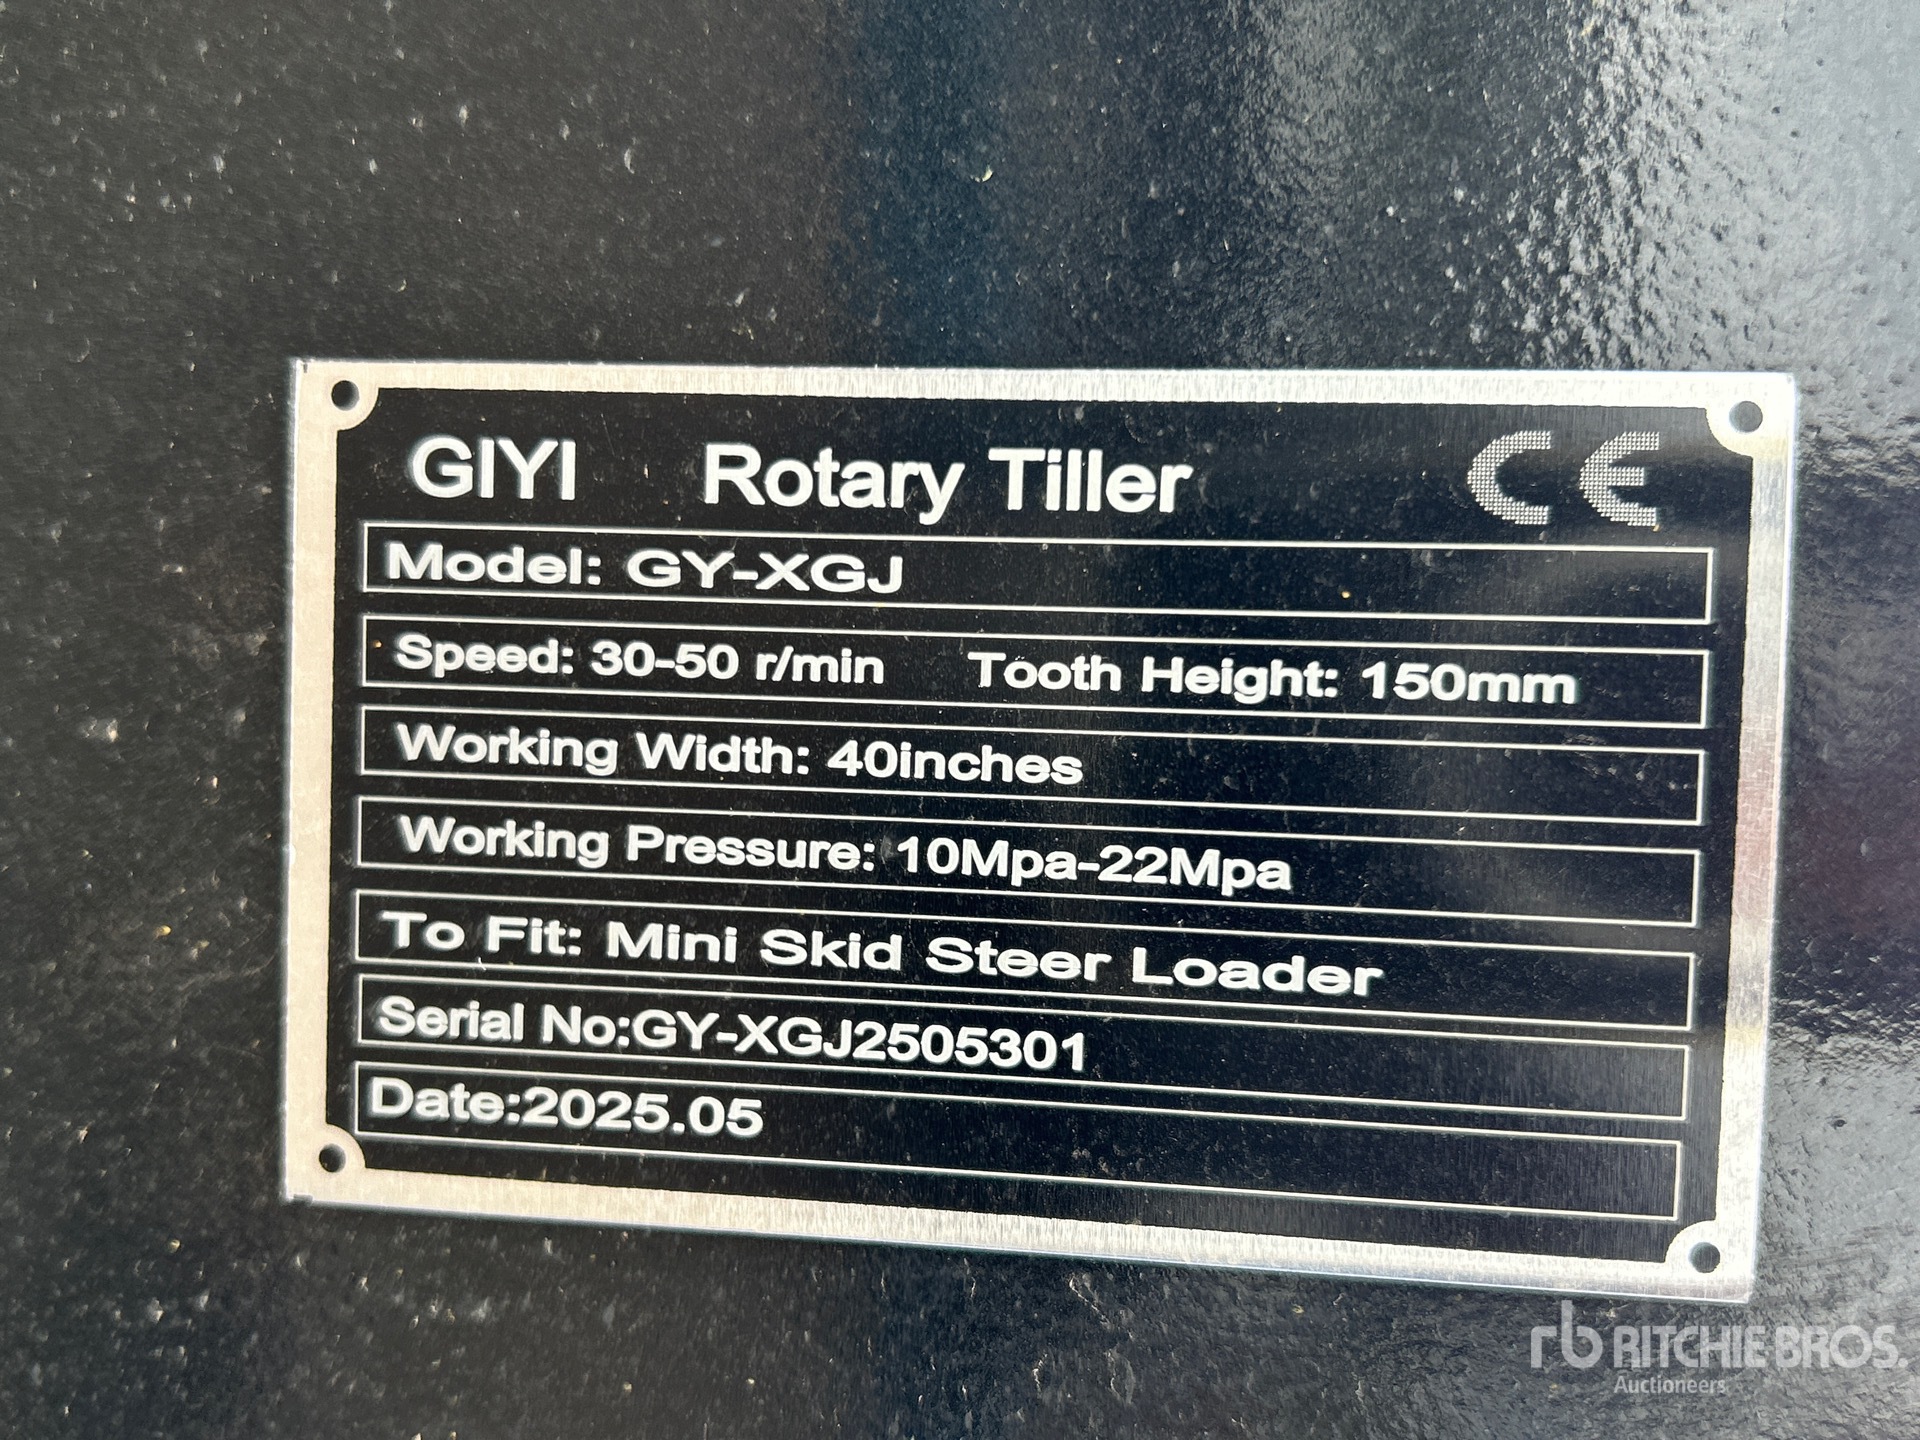 GIYI Rotary Tiller CE
Model: GY-XGJ
Speed: 30-50 r/min Tooth Height: 150mm
Working Width: 40inches
Working Pressure: 10Mpa-22Mpa
To Fit: Mini Skid Steer Loader
Serial No:GY-XGJ2505301
Date:2025.05
rb RITCHIE BROS.
Auctioneers